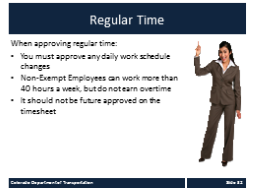 Regular Time
When approving regular time:
• You must approve any daily work schedule
changes
• Non-Exempt Employees can work more than
40 hours a week, but do not earn overtime
• It should not be future approved on the
timesheet
Colorado Department of Transportation
Slide 32